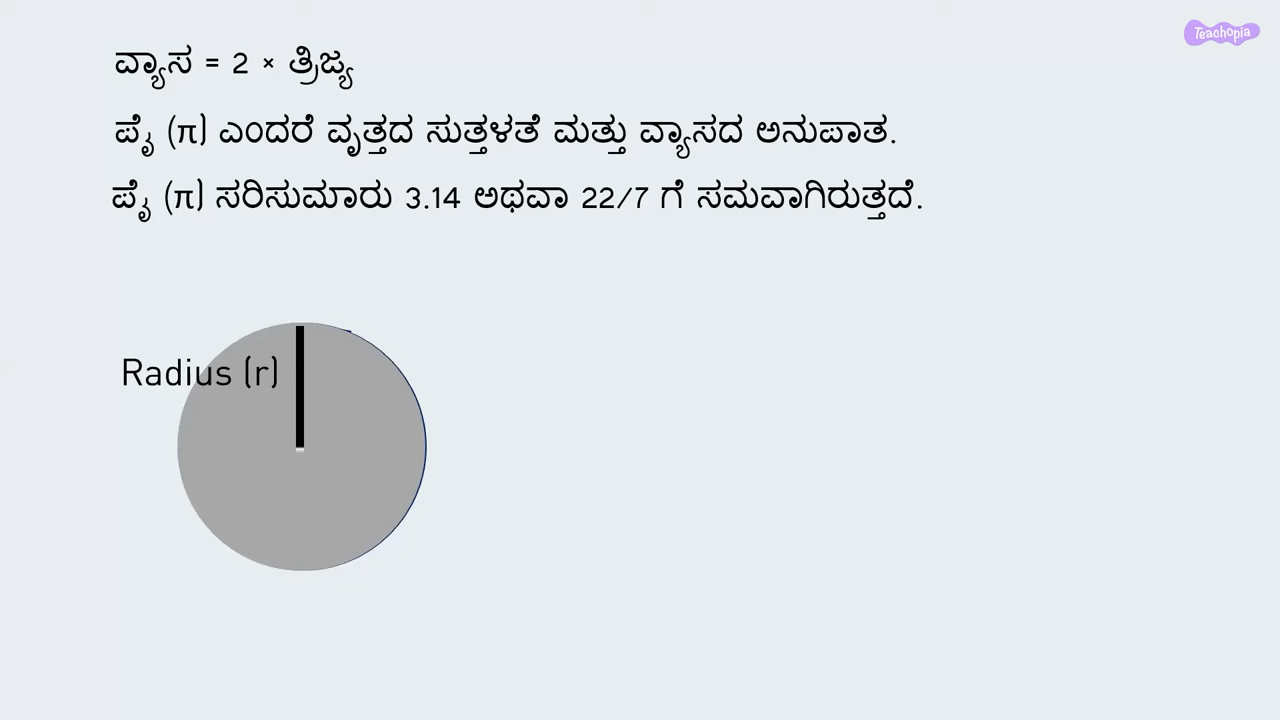 Teachopia
ವ್ಯಾಸ = 2 × ತ್ರಿಜ್ಯ
ಪೈ (π) ಎಂದರೆ ವೃತ್ತದ ಸುತ್ತಳತೆ ಮತ್ತು ವ್ಯಾಸದ ಅನುಪಾತ.
ಪೈ (π) ಸರಿಸುಮಾರು 3.14 ಅಥವಾ 22/7 ಗೆ ಸಮವಾಗಿರುತ್ತದೆ.
Radius (r)